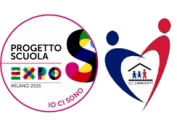 PROGETTO
SCUOLA
EXPO
MILANO 2015
IO CI SONO